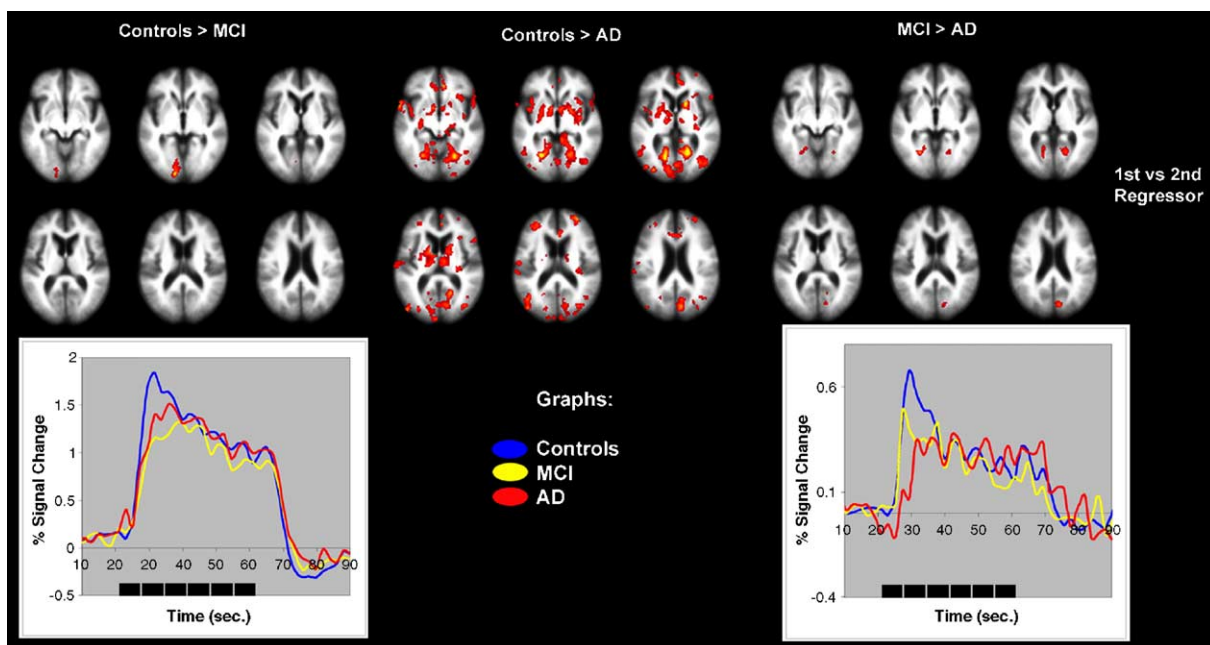 Controls > MCI
Controls > AD
MCI > AD
1st vs 2nd
Regressor
% Signal Change
2
1.5
1
0.5
0
-0.5
10 20 30 40 50 60 70 80 90
Time (sec.)
Graphs:
Controls
MCI
AD
% Signal Change
0.6
0.1
-0.4
10 20 30 40 50 60 70 80 90
Time (sec.)